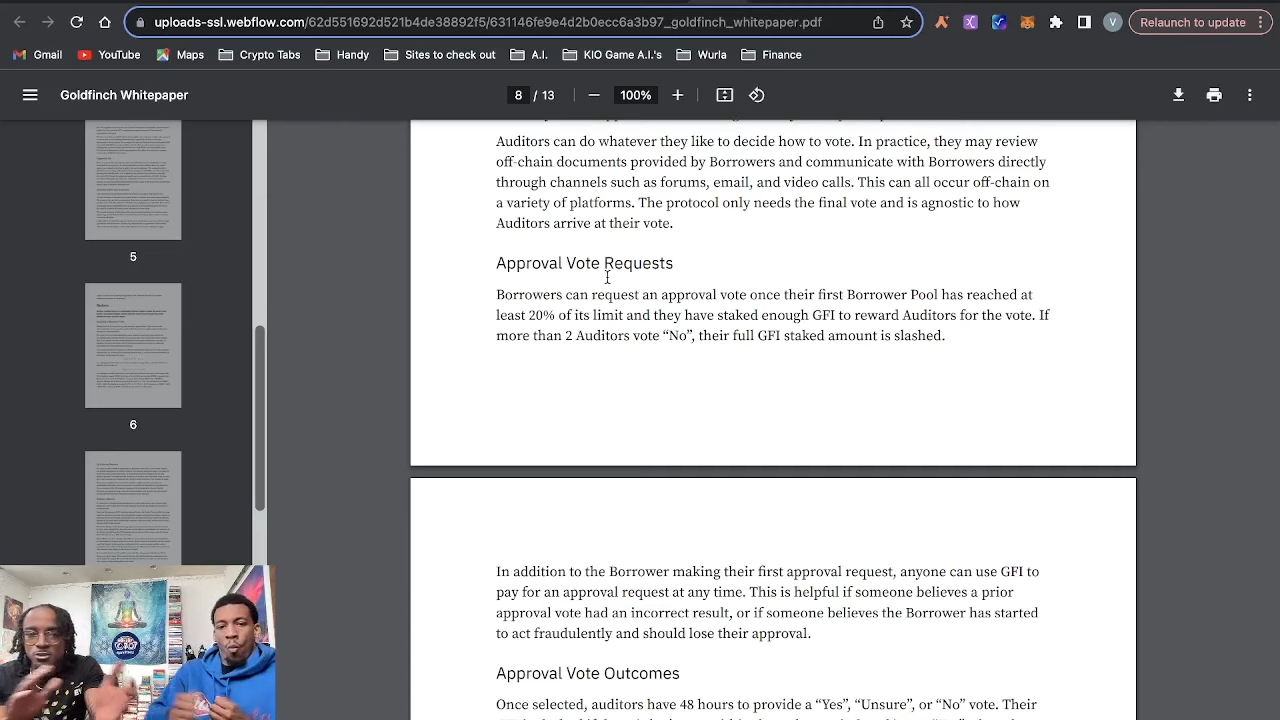 uploads-ssl.webflow.com/62d551692d521b4de38892f5/631146fe9e4d2b0ecc6a3b97_goldfinch_whitepaper.pdf
V
Relaunch to update
Gmail
YouTube
Maps
Crypto Tabs
Handy
Sites to check out
A.I.
KIO Game A.I.'s
Wurla
Finance
Goldfinch Whitepaper
8 / 13
100%
Auditors can do whatever they like to decide how to vote. In practice, they may review
off-chain documents provided by Borrowers and communicate with Borrowers directly
through channels such as forums, email, and video calls. This can all occur off-chain on
a variety of platforms. The protocol only needs the final vote and is agnostic to how
Auditors arrive at their vote.
Approval Vote Requests
Borrowers can request an approval vote once their first Borrower Pool has reached at
least 20% of its limit and they have staked enough GFI to reward Auditors for the vote. If
more than 2 auditors vote “No”, their full GFI staked amount is slashed.
In addition to the Borrower making their first approval request, anyone can use GFI to
pay for an approval request at any time. This is helpful if someone believes a prior
approval vote had an incorrect result, or if someone believes the Borrower has started
to act fraudulently and should lose their approval.
Approval Vote Outcomes
Once selected, auditors have 48 hours to provide a “Yes”, “Unsure”, or “No” vote. Their
5
6